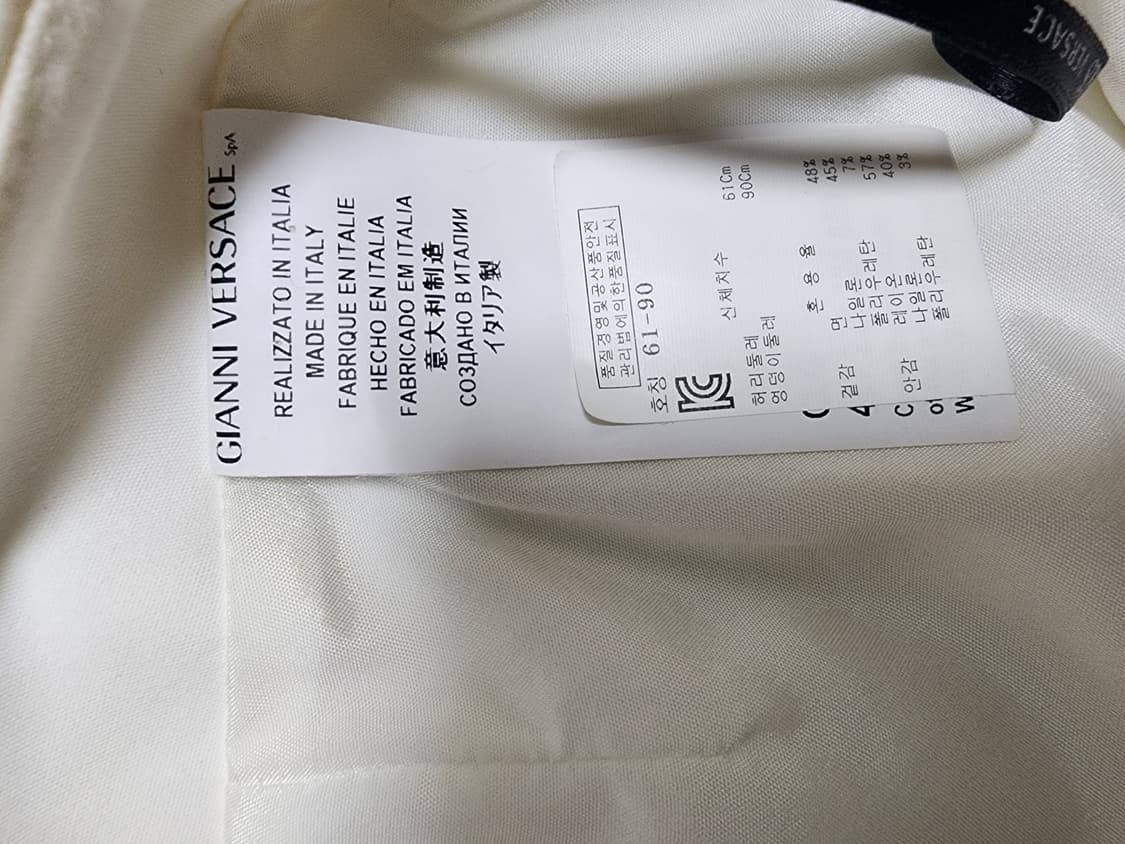 GIANNI VERSACE SpA
REALIZZATO IN ITALIA
MADE IN ITALY
FABRIQUE EN ITALIE
HECHO EN ITALIA
FABRICADO EM ITALIA
意大利制造
СОЗДАНО В ИТАЛИИ
イタリア製
품질경영및공산품안전
관리법에의한품질표시
호칭 61-90
신체치수
허리둘레 61Cm
엉덩이둘레 90Cm
혼용율
겉감 면 48%
나일론 45%
폴리우레탄 7%
안감 레이온 57%
나일론 40%
폴리우레탄 3%
VERSACE